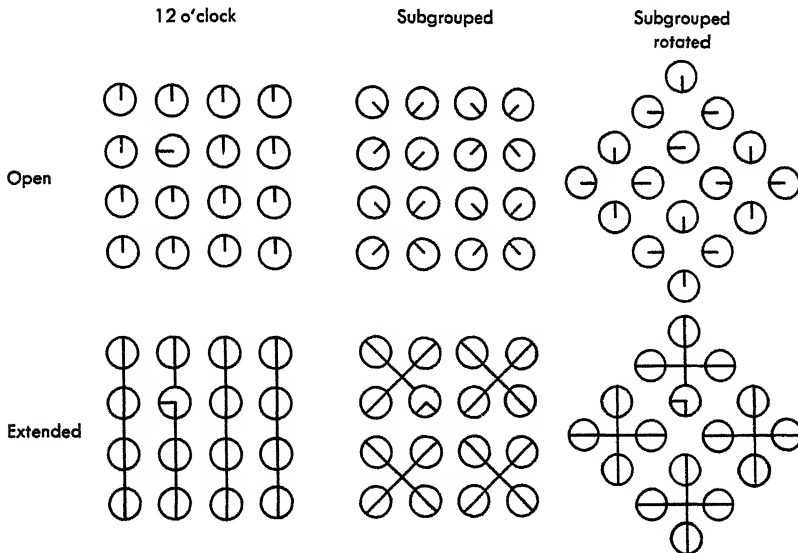 12 o'clock
Subgrouped
Subgrouped
rotated
Open
Extended